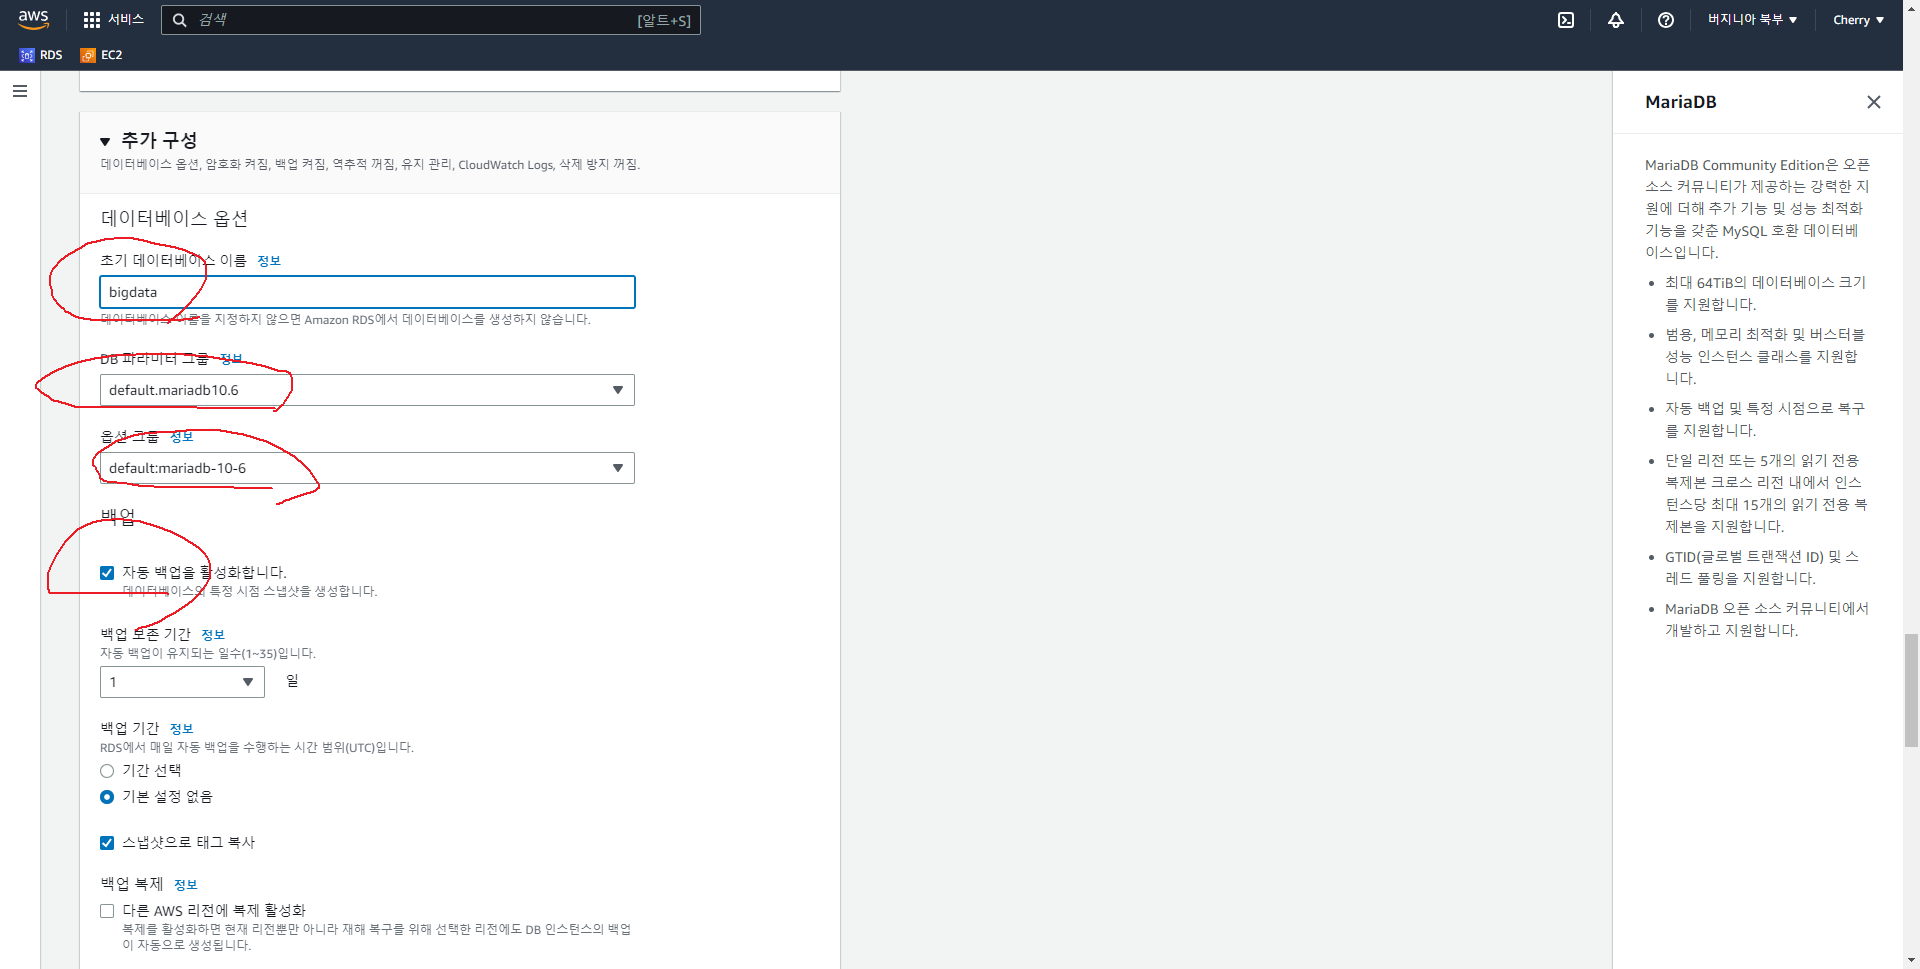 aws
서비스
검색
[알트+S]
버지니아 북부
Cherry
RDS
EC2
추가 구성
데이터베이스 옵션, 암호화 켜짐, 백업 켜짐, 역추적 꺼짐, 유지 관리, CloudWatch Logs, 삭제 방지 꺼짐.
데이터베이스 옵션
초기 데이터베이스 이름 정보
bigdata
데이터베이스 이름을 지정하지 않으면 Amazon RDS에서 데이터베이스를 생성하지 않습니다.
DB 파라미터 그룹 정보
default.mariadb10.6
옵션 그룹 정보
default:mariadb-10-6
백업
자동 백업을 활성화합니다.
데이터베이스의 특정 시점 스냅샷을 생성합니다.
백업 보존 기간 정보
자동 백업이 유지되는 일수(1~35)입니다.
1 일
백업 기간 정보
RDS에서 매일 자동 백업을 수행하는 시간 범위(UTC)입니다.
기간 선택
기본 설정 없음
스냅샷으로 태그 복사
백업 복제 정보
다른 AWS 리전에 복제 활성화
복제를 활성화하면 현재 리전뿐만 아니라 재해 복구를 위해 선택한 리전에도 DB 인스턴스의 백업
이 자동으로 생성됩니다.
MariaDB
MariaDB Community Edition은 오픈
소스 커뮤니티가 제공하는 강력한 지
원에 더해 추가 기능 및 성능 최적화
기능을 갖춘 MySQL 호환 데이터베
이스입니다.
• 최대 64TiB의 데이터베이스 크기
를 지원합니다.
• 범용, 메모리 최적화 및 버스터블
성능 인스턴스 클래스를 지원합
니다.
• 자동 백업 및 특정 시점으로 복구
를 지원합니다.
• 단일 리전 또는 5개의 읽기 전용
복제본 크로스 리전 내에서 인스
턴스당 최대 15개의 읽기 전용 복
제본을 지원합니다.
• GTID(글로벌 트랜잭션 ID) 및 스
레드 풀링을 지원합니다.
• MariaDB 오픈 소스 커뮤니티에서
개발하고 지원합니다.